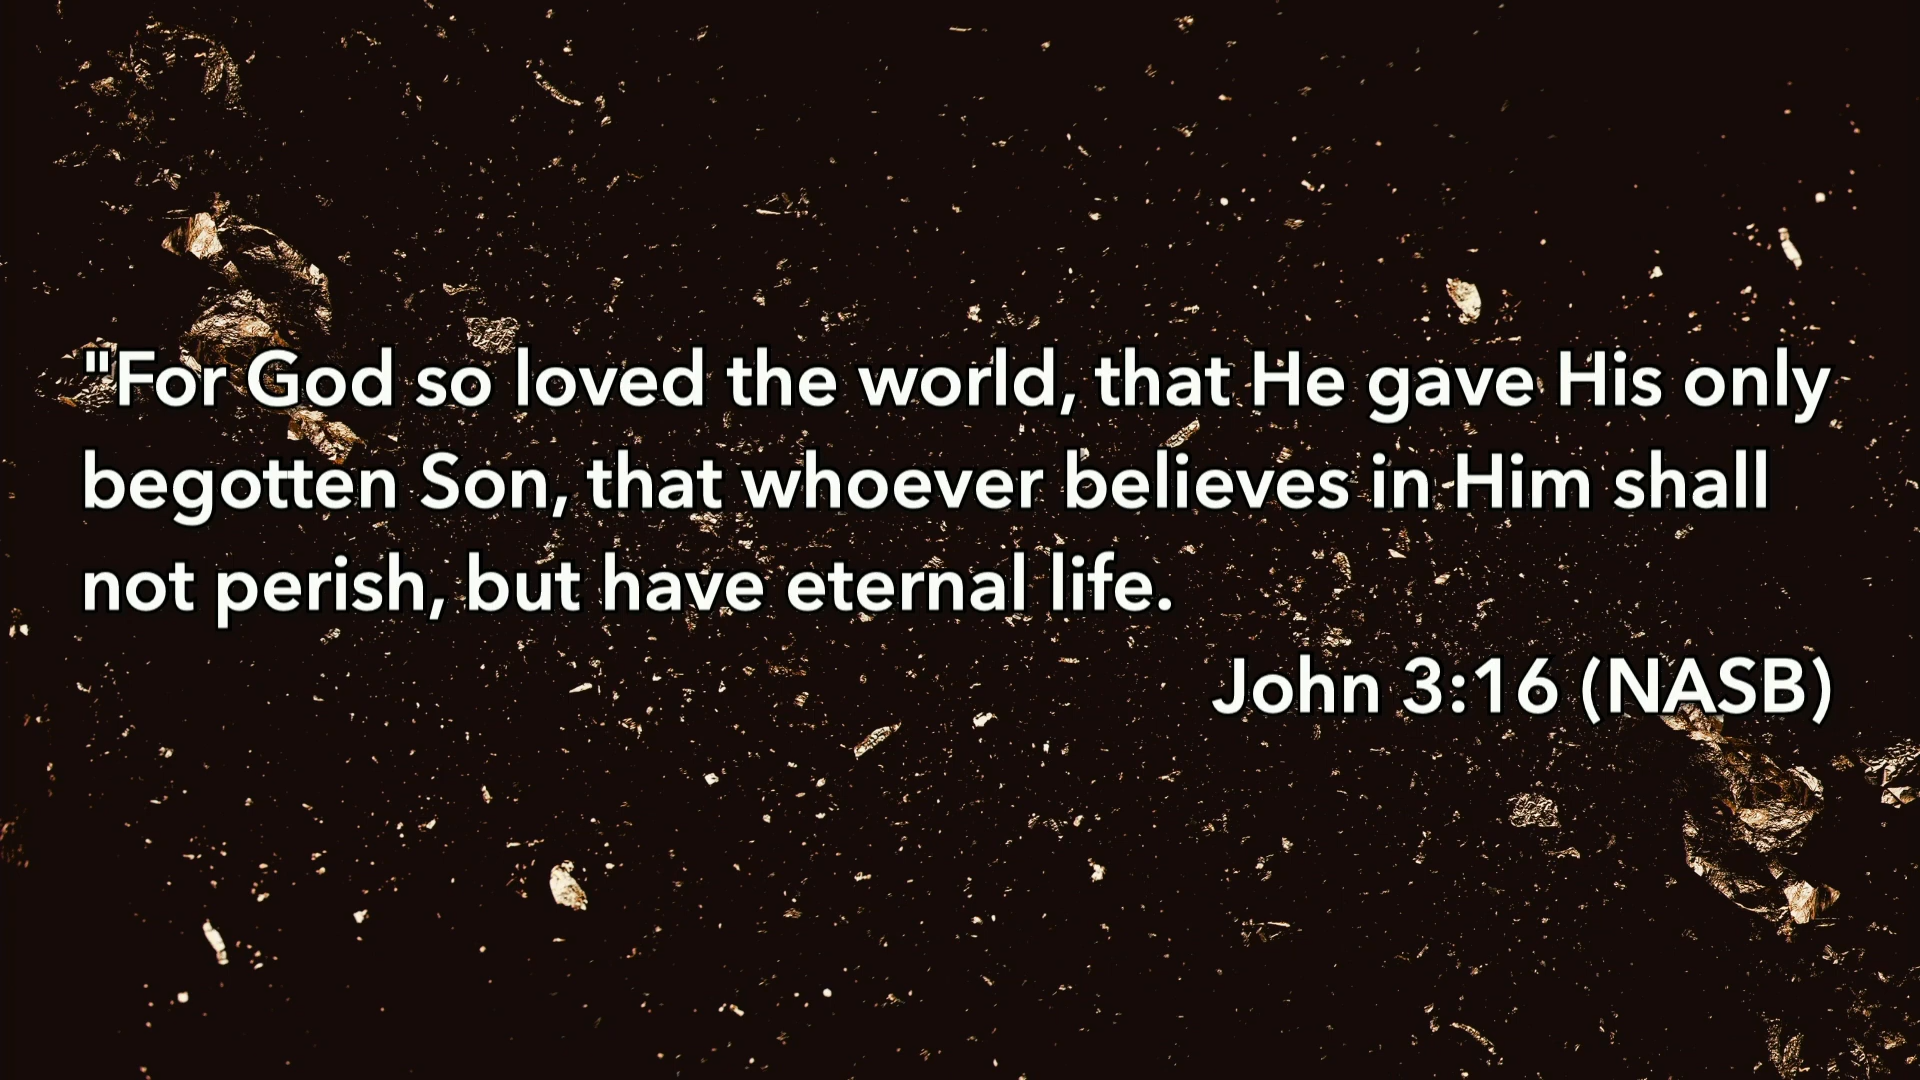 "For God so loved the world, that He gave His only
begotten Son, that whoever believes in Him shall
not perish, but have eternal life.
John 3:16 (NASB)